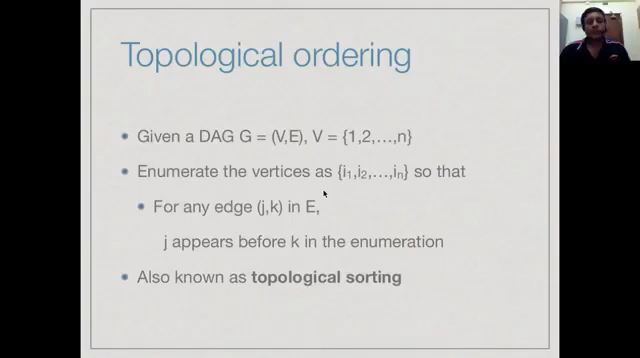 Topological ordering
Given a DAG G = (V,E), V = {1,2,…,n}
Enumerate the vertices as {i₁,i₂,…,iₙ} so that
For any edge (j,k) in E,
j appears before k in the enumeration
Also known as topological sorting